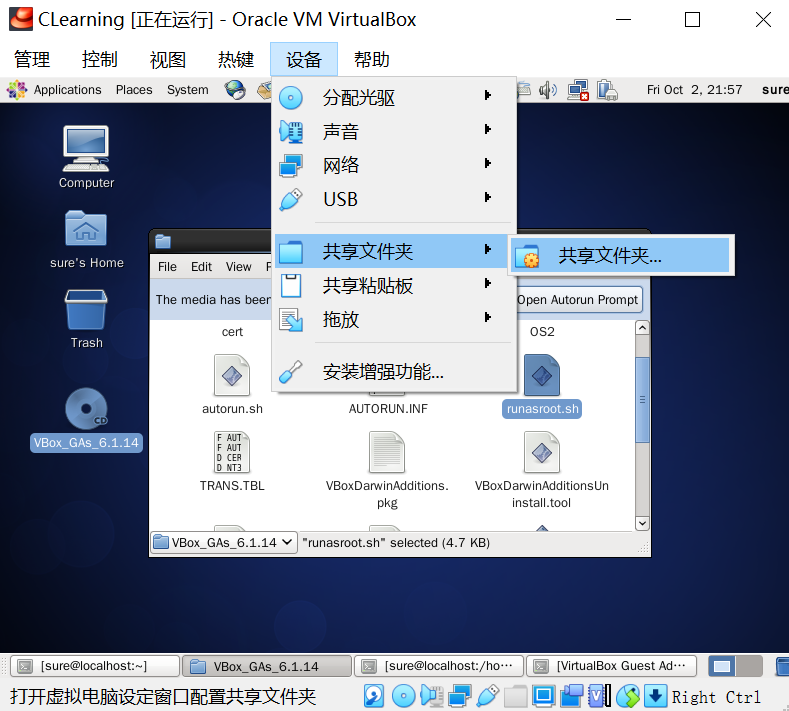 CLearning [正在运行] - Oracle VM VirtualBox
管理 控制 视图 热键 设备 帮助
Applications Places System Fri Oct 2, 21:57 sure
分配光驱
声音
网络
USB
共享文件夹
共享文件夹...
共享粘贴板
拖放
安装增强功能...
Computer
sure's Home
Trash
VBox_GAs_6.1.14
File Edit View
The media has been
Open Autorun Prompt
cert OS2
autorun.sh AUTORUN.INF runasroot.sh
F AUT
F AUT
D CER
D NT3
TRANS.TBL VBoxDarwinAdditions.pkg VBoxDarwinAdditionsUninstall.tool
VBox_GAs_6.1.14 "runasroot.sh" selected (4.7 KB)
[sure@localhost:~] VBox_GAs_6.1.14 [sure@localhost:/ho… [VirtualBox Guest Ad…
打开虚拟电脑设定窗口配置共享文件夹 Right Ctrl